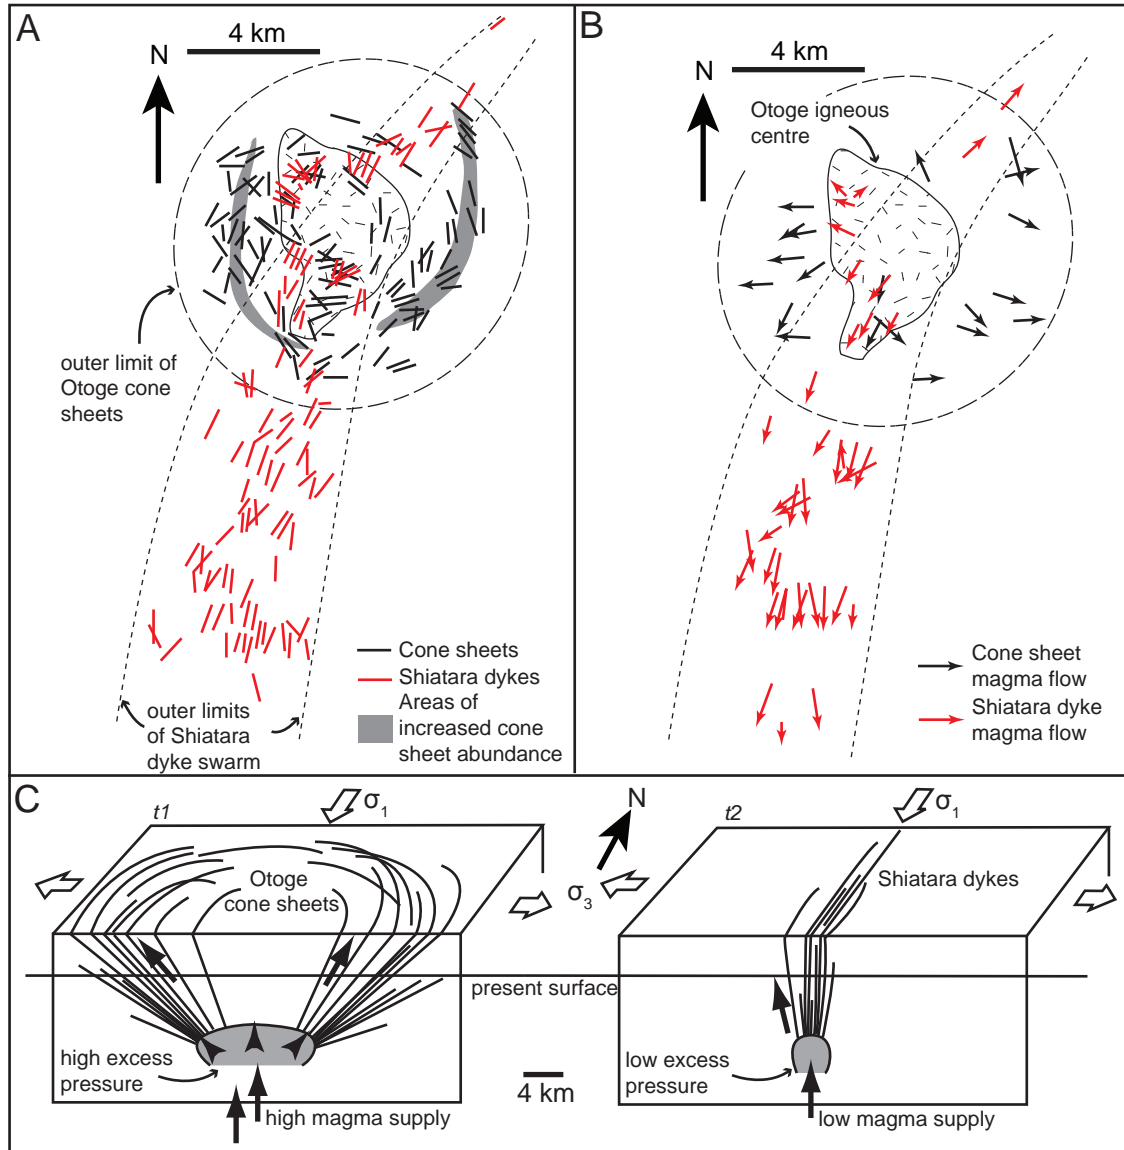 A
4 km
N
outer limit of
Otoge cone
sheets
Cone sheets
Shiatara dykes
Areas of
increased cone
sheet abundance
outer limits
of Shiatara
dyke swarm
B
4 km
N
Otoge igneous
centre
Cone sheet
magma flow
Shiatara dyke
magma flow
C
t1
σ1
Otoge
cone sheets
N
σ3
t2
σ1
Shiatara dykes
present surface
high excess
pressure
high magma supply
4 km
low excess
pressure
low magma supply